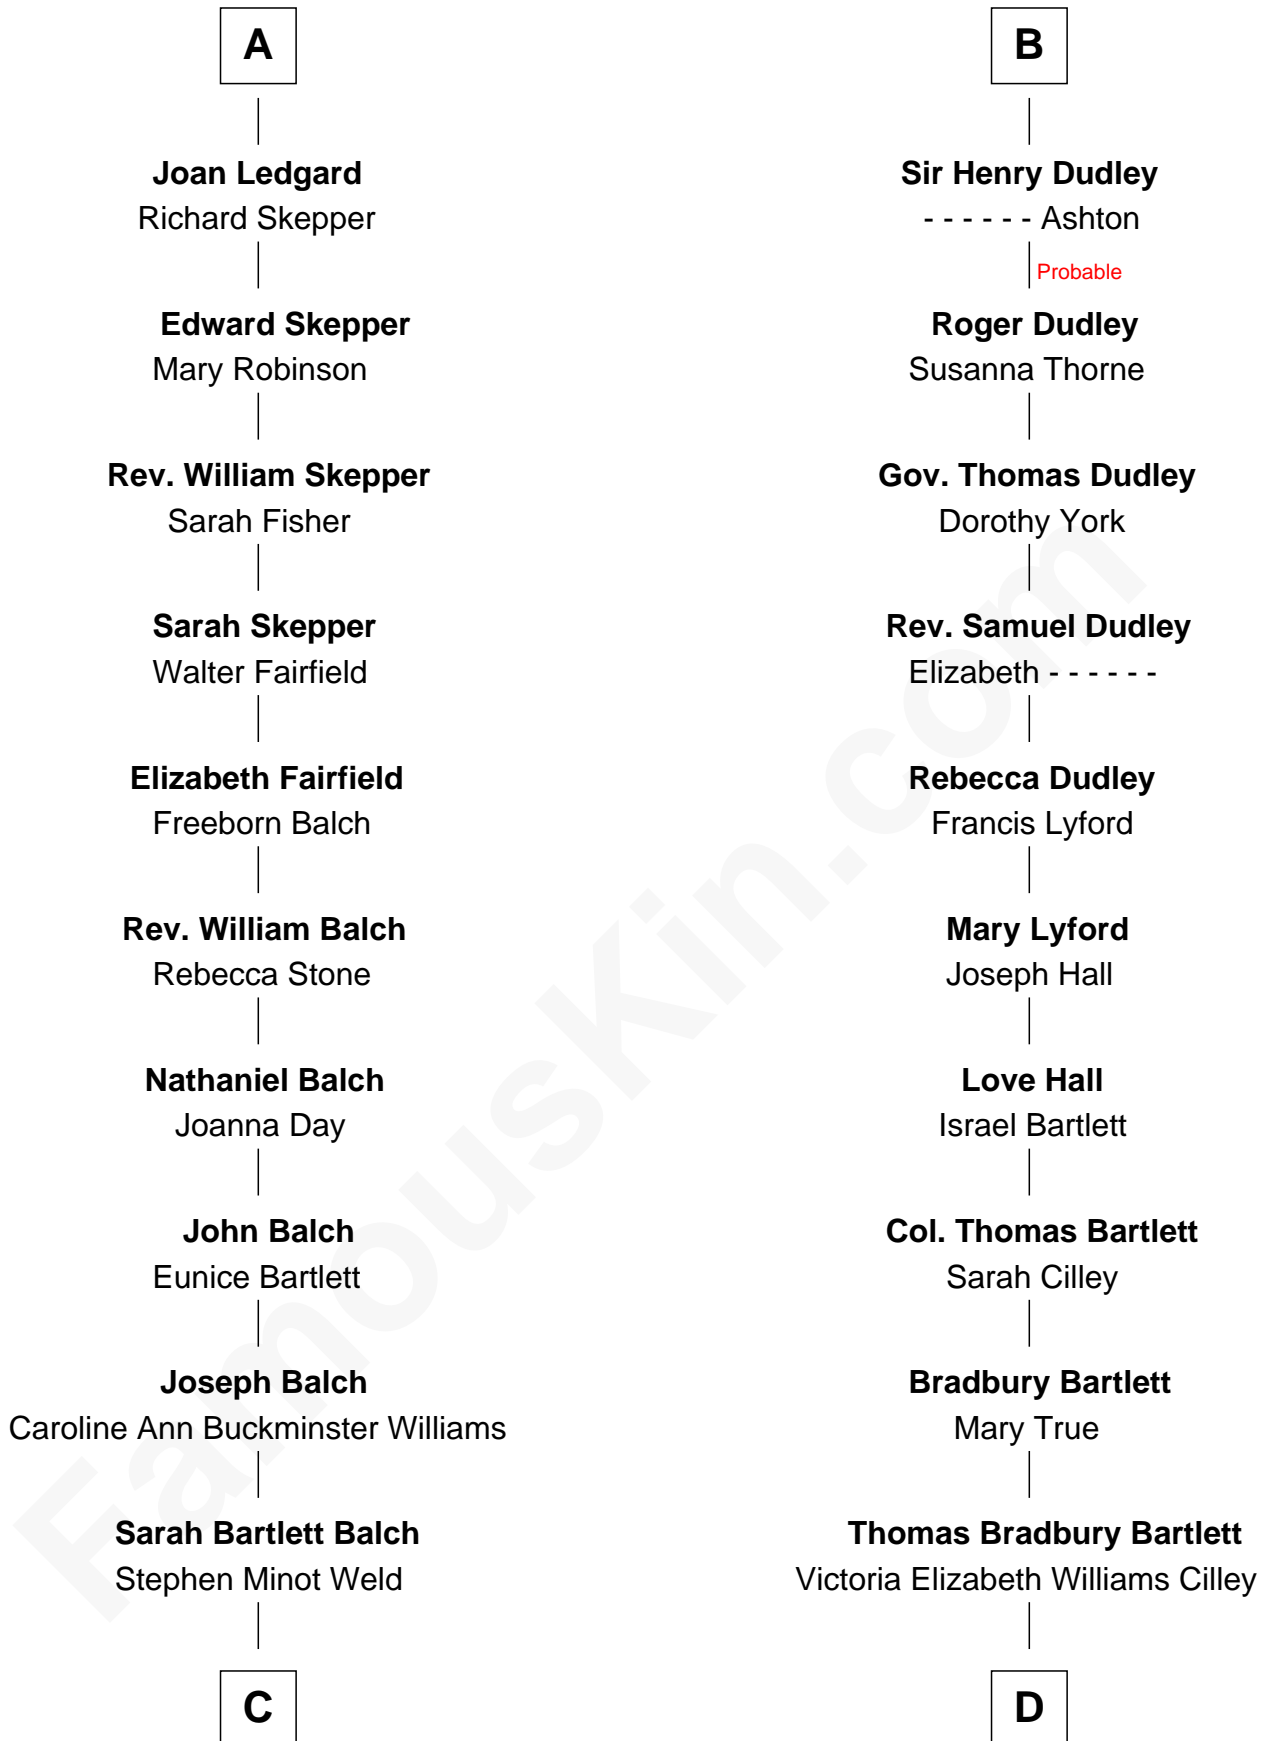 A
Joan Ledgard
Richard Skepper
Edward Skepper
Mary Robinson
Rev. William Skepper
Sarah Fisher
Sarah Skepper
Walter Fairfield
Elizabeth Fairfield
Freeborn Balch
Rev. William Balch
Rebecca Stone
Nathaniel Balch
Joanna Day
John Balch
Eunice Bartlett
Joseph Balch
Caroline Ann Buckminster Williams
Sarah Bartlett Balch
Stephen Minot Weld
C
B
Sir Henry Dudley
- - - - - - Ashton
Probable
Roger Dudley
Susanna Thorne
Gov. Thomas Dudley
Dorothy York
Rev. Samuel Dudley
Elizabeth - - - - - -
Rebecca Dudley
Francis Lyford
Mary Lyford
Joseph Hall
Love Hall
Israel Bartlett
Col. Thomas Bartlett
Sarah Cilley
Bradbury Bartlett
Mary True
Thomas Bradbury Bartlett
Victoria Elizabeth Williams Cilley
D
FamousKin.com